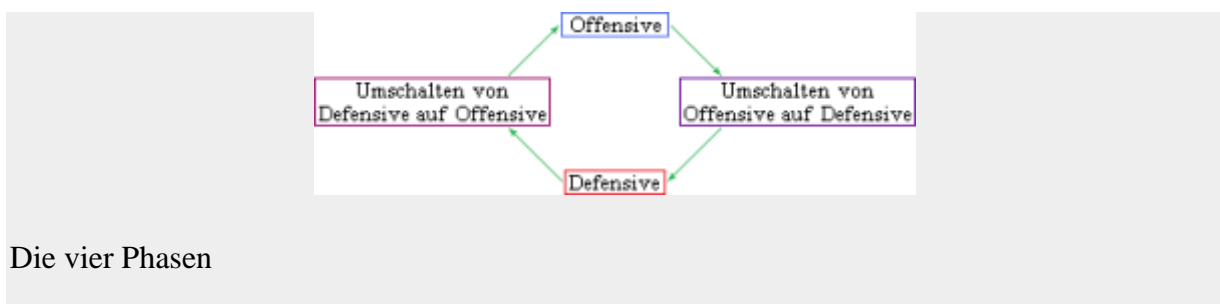 Offensive
Umschalten von
Defensive auf Offensive
Umschalten von
Offensive auf Defensive
Defensive
Die vier Phasen